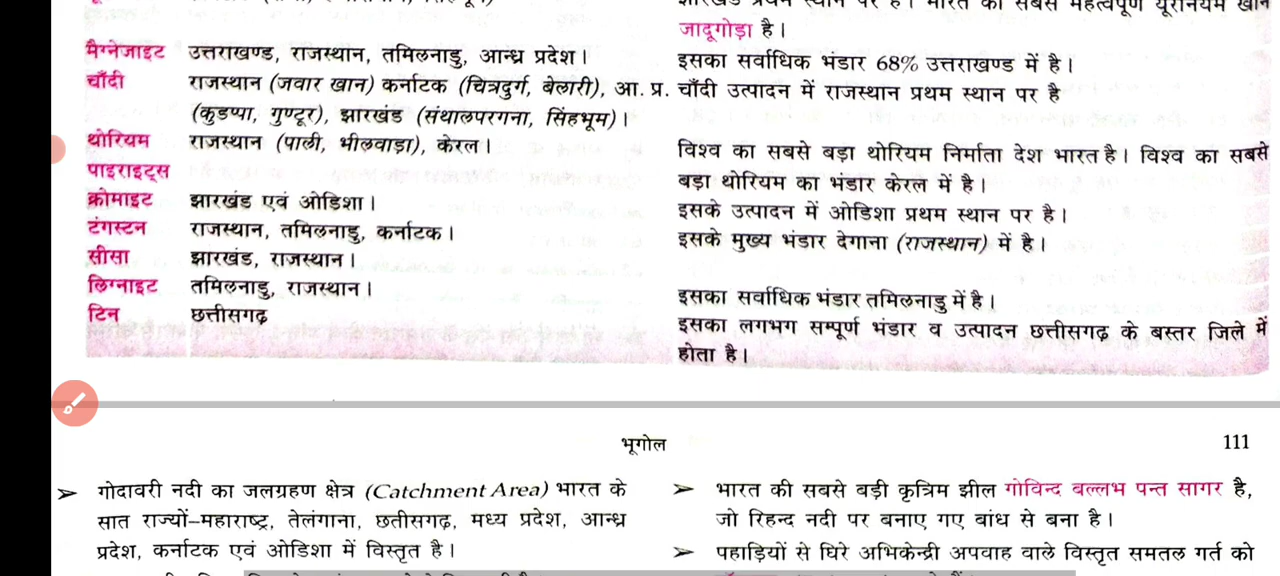 जादूगोड़ा है।
मैग्नेजाइट उत्तराखण्ड, राजस्थान, तमिलनाडु, आन्ध्र प्रदेश। इसका सर्वाधिक भंडार 68% उत्तराखण्ड में है।
चाँदी राजस्थान (जवार खान) कर्नाटक (चित्रदुर्ग, बेलारी), आ. प्र. चाँदी उत्पादन में राजस्थान प्रथम स्थान पर है
(कुडप्पा, गुण्टूर), झारखंड (संथालपरगना, सिंहभूम)।
थोरियम राजस्थान (पाली, भीलवाड़ा), केरल। विश्व का सबसे बड़ा थोरियम निर्माता देश भारत है। विश्व का सबसे
पाइराइट्स बड़ा थोरियम का भंडार केरल में है।
क्रोमाइट झारखंड एवं ओडिशा। इसके उत्पादन में ओडिशा प्रथम स्थान पर है।
टंगस्टन राजस्थान, तमिलनाडु, कर्नाटक। इसके मुख्य भंडार देगाना (राजस्थान) में है।
सीसा झारखंड, राजस्थान।
लिग्नाइट तमिलनाडु, राजस्थान। इसका सर्वाधिक भंडार तमिलनाडु में है।
टिन छत्तीसगढ़ इसका लगभग सम्पूर्ण भंडार व उत्पादन छत्तीसगढ़ के बस्तर जिले में
होता है।
भूगोल 111
➢ गोदावरी नदी का जलग्रहण क्षेत्र (Catchment Area) भारत के
सात राज्यों–महाराष्ट्र, तेलंगाना, छतीसगढ़, मध्य प्रदेश, आन्ध्र
प्रदेश, कर्नाटक एवं ओडिशा में विस्तृत है।
➢ भारत की सबसे बड़ी कृत्रिम झील गोविन्द बल्लभ पन्त सागर है,
जो रिहन्द नदी पर बनाए गए बांध से बना है।
➢ पहाड़ियों से घिरे अभिकेन्द्री अपवाह वाले विस्तृत समतल गर्त को